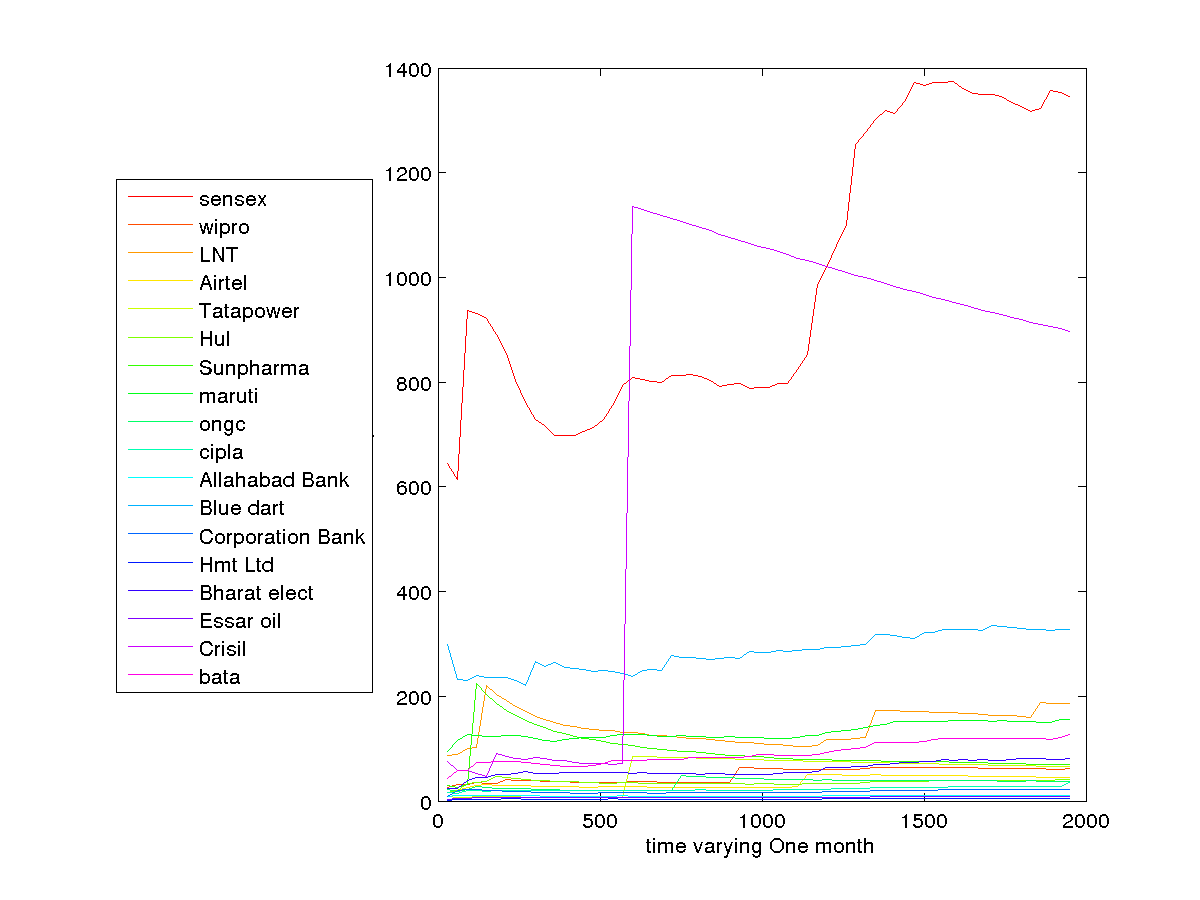 sensex
wipro
LNT
Airtel
Tatapower
Hul
Sunpharma
maruti
ongc
cipla
Allahabad Bank
Blue dart
Corporation Bank
Hmt Ltd
Bharat elect
Essar oil
Crisil
bata
1400
1200
1000
800
600
400
200
0
0 500 1000 1500 2000
time varying One month